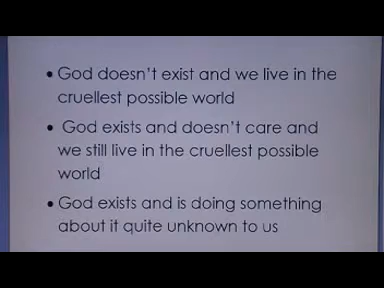 • God doesn't exist and we live in the
cruellest possible world
• God exists and doesn't care and
we still live in the cruellest possible
world
• God exists and is doing something
about it quite unknown to us